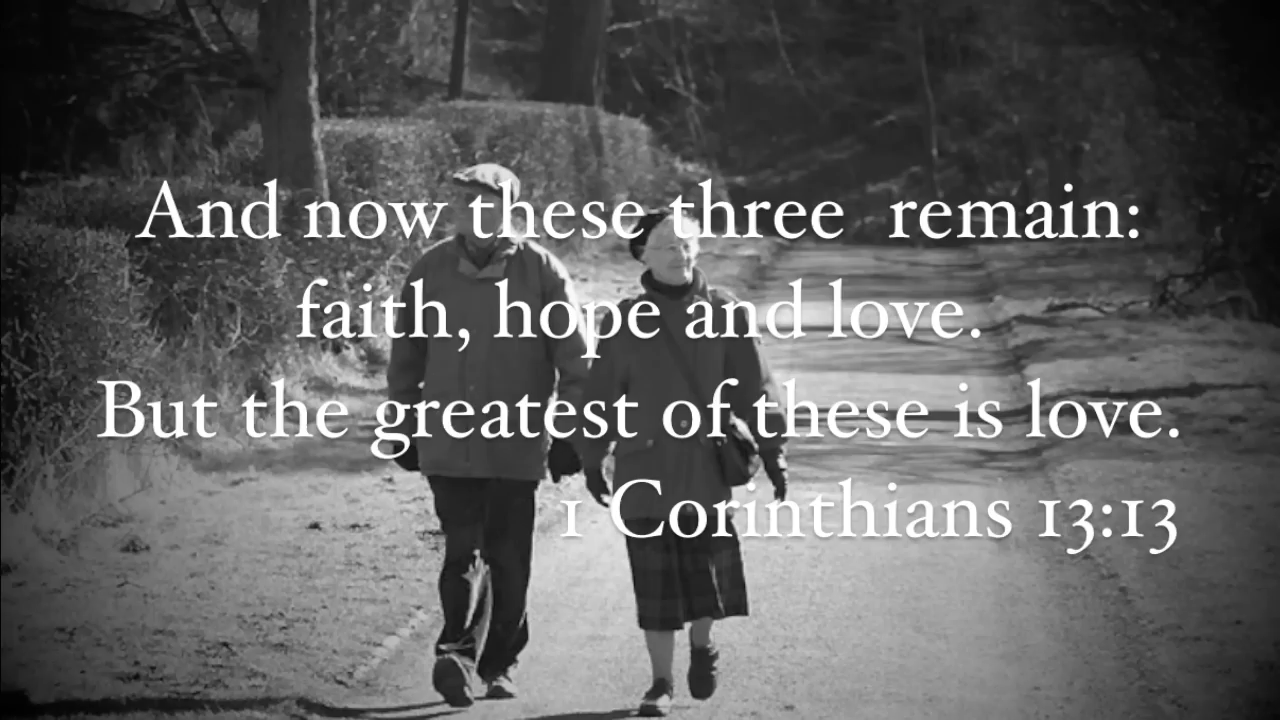 And now these three  remain:
faith, hope and love.
But the greatest of these is love.
1 Corinthians 13:13